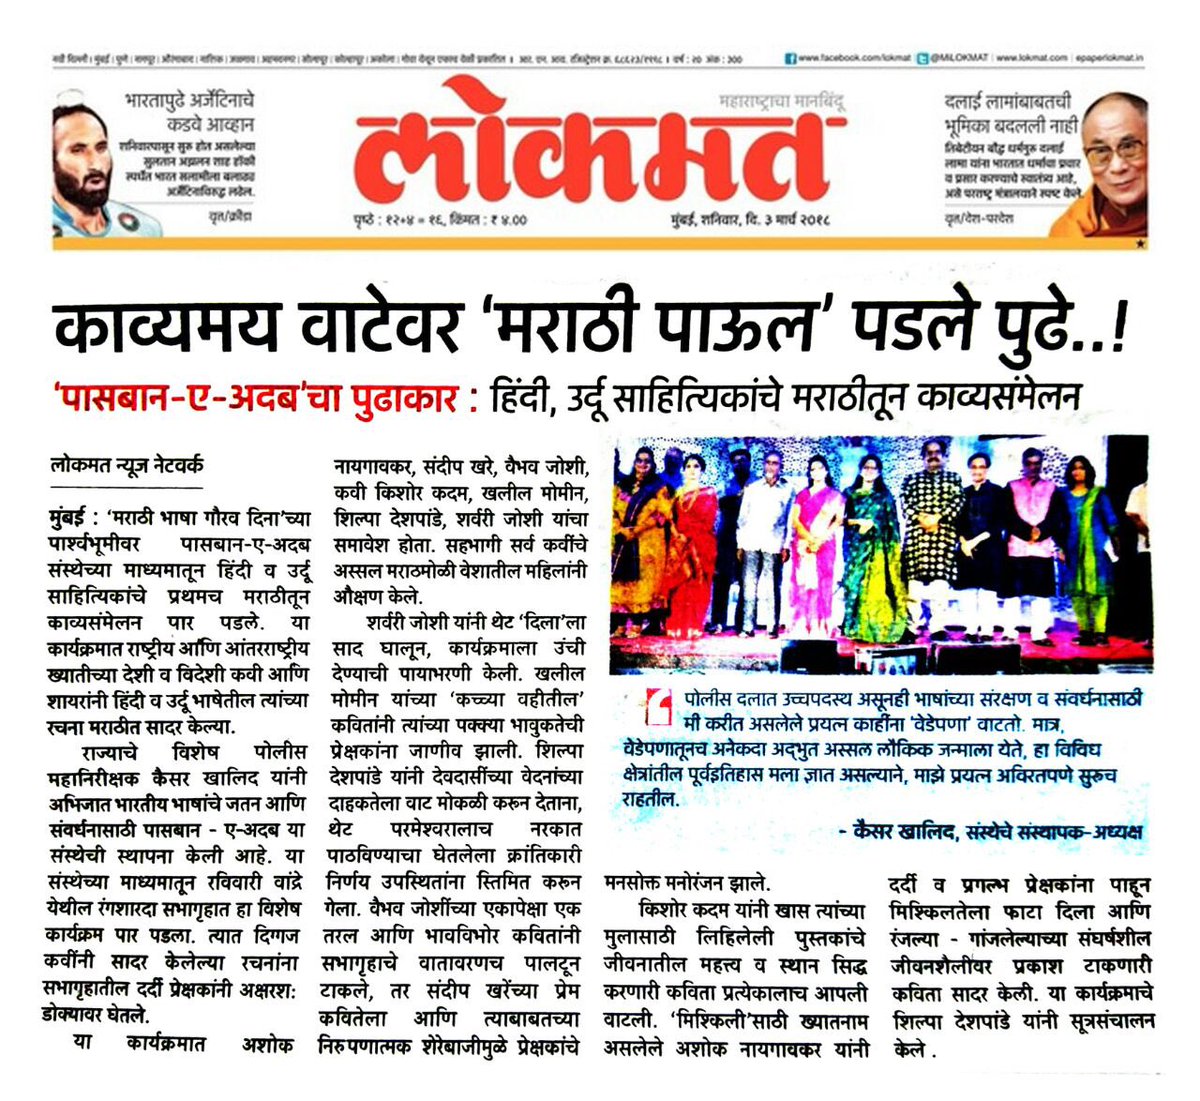 नवी दिल्ली । मुंबई । पुणे । नागपूर । औरंगाबाद । नाशिक । जळगाव । अहमदनगर । सोलापूर । कोल्हापूर । अकोला । गोवा येथून एकाच वेळी प्रकाशित ॥ आर. एन. आय. रजिस्ट्रेशन क्र. ६८६२३/९१९८ । वर्ष : २० अंक : ३००
www.facebook.com/lokmat @MILOKMAT www.lokmat.com epaperlokmat.in
भारतापुढे अर्जेंटिनाचे
कडवे आव्हान
शनिवारपासून सुरू होत असलेल्या
सुलतान अझलन शाह हॉकी
स्पर्धेत भारत सलामीला बलाढ्य
अर्जेंटिनाविरुद्ध लढेल.
वृत्त/क्रीडा
महाराष्ट्राचा मानबिंदू
लोकमत
पृष्ठे : १२+४ = १६, किंमत : ₹ ४.००
मुंबई, शनिवार, दि. ३ मार्च २०१८
दलाई लामांबाबतची
भूमिका बदलली नाही
तिबेटीयन बौद्ध धर्मगुरू दलाई
लामा यांना भारतात धर्माचा प्रचार
व प्रसार करण्याचे स्वातंत्र्य आहे,
असे परराष्ट्र मंत्रालयाने स्पष्ट केले.
वृत्त/देश-परदेश
काव्यमय वाटेवर ‘मराठी पाऊल’ पडले पुढे..!
‘पासबान-ए-अदब’चा पुढाकार : हिंदी, उर्दू साहित्यिकांचे मराठीतून काव्यसंमेलन
लोकमत न्यूज नेटवर्क
मुंबई : ‘मराठी भाषा गौरव दिना’च्या
पार्श्वभूमीवर पासबान-ए-अदब
संस्थेच्या माध्यमातून हिंदी व उर्दू
साहित्यिकांचे प्रथमच मराठीतून
काव्यसंमेलन पार पडले. या
कार्यक्रमात राष्ट्रीय आणि आंतरराष्ट्रीय
ख्यातीच्या देशी व विदेशी कवी आणि
शायरांनी हिंदी व उर्दू भाषेतील त्यांच्या
रचना मराठीत सादर केल्या.
राज्याचे विशेष पोलीस
महानिरीक्षक कैसर खालिद यांनी
अभिजात भारतीय भाषांचे जतन आणि
संवर्धनासाठी पासबान - ए-अदब या
संस्थेची स्थापना केली आहे. या
संस्थेच्या माध्यमातून रविवारी वांद्रे
येथील रंगशारदा सभागृहात हा विशेष
कार्यक्रम पार पडला. त्यात दिग्गज
कवींनी सादर केलेल्या रचनांना
सभागृहातील दर्दी प्रेक्षकांनी अक्षरश:
डोक्यावर घेतले.
या कार्यक्रमात अशोक
नायगावकर, संदीप खरे, वैभव जोशी,
कवी किशोर कदम, खलील मोमीन,
शिल्पा देशपांडे, शर्वरी जोशी यांचा
समावेश होता. सहभागी सर्व कवींचे
अस्सल मराठमोळी वेशातील महिलांनी
औक्षण केले.
शर्वरी जोशी यांनी थेट ‘दिला’ला
साद घालून, कार्यक्रमाला उंची
देण्याची पायाभरणी केली. खलील
मोमीन यांच्या ‘कच्च्या वहीतील’
कवितांनी त्यांच्या पक्क्या भावुकतेची
प्रेक्षकांना जाणीव झाली. शिल्पा
देशपांडे यांनी देवदासींच्या वेदनांच्या
दाहकतेला वाट मोकळी करून देताना,
थेट परमेश्वरालाच नरकात
पाठविण्याचा घेतलेला क्रांतिकारी
निर्णय उपस्थितांना स्तिमित करून
गेला. वैभव जोशींच्या एकापेक्षा एक
तरल आणि भावविभोर कवितांनी
सभागृहाचे वातावरणच पालटून
टाकले, तर संदीप खरेंच्या प्रेम
कवितेला आणि त्याबाबतच्या
निरुपणात्मक शेरेबाजीमुळे प्रेक्षकांचे
पोलीस दलात उच्चपदस्थ असूनही भाषांच्या संरक्षण व संवर्धनासाठी
मी करीत असलेले प्रयत्न काहींना ‘वेडेपणा’ वाटतो. मात्र,
वेडेपणातूनच अनेकदा अद्‌भुत अस्सल लौकिक जन्माला येते, हा विविध
क्षेत्रांतील पूर्वइतिहास मला ज्ञात असल्याने, माझे प्रयत्न अविरतपणे सुरुच
राहतील.
- कैसर खालिद, संस्थेचे संस्थापक-अध्यक्ष
मनसोक्त मनोरंजन झाले.
किशोर कदम यांनी खास त्यांच्या
मुलासाठी लिहिलेली पुस्तकांचे
जीवनातील महत्त्व व स्थान सिद्ध
करणारी कविता प्रत्येकालाच आपली
वाटली. ‘मिश्किली’साठी ख्यातनाम
असलेले अशोक नायगावकर यांनी
दर्दी व प्रगल्भ प्रेक्षकांना पाहून
मिश्किलतेला फाटा दिला आणि
रंजल्या - गांजलेल्याच्या संघर्षशील
जीवनशैलीवर प्रकाश टाकणारी
कविता सादर केली. या कार्यक्रमाचे
शिल्पा देशपांडे यांनी सूत्रसंचालन
केले .